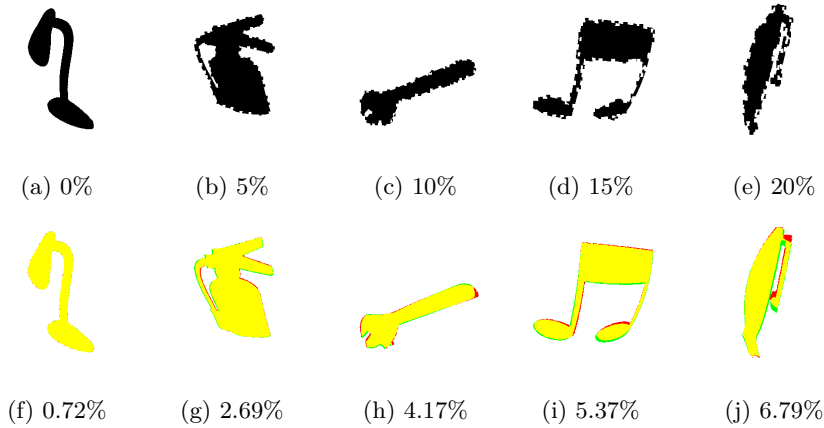 (a) 0% (b) 5% (c) 10% (d) 15% (e) 20%
(f) 0.72% (g) 2.69% (h) 4.17% (i) 5.37% (j) 6.79%